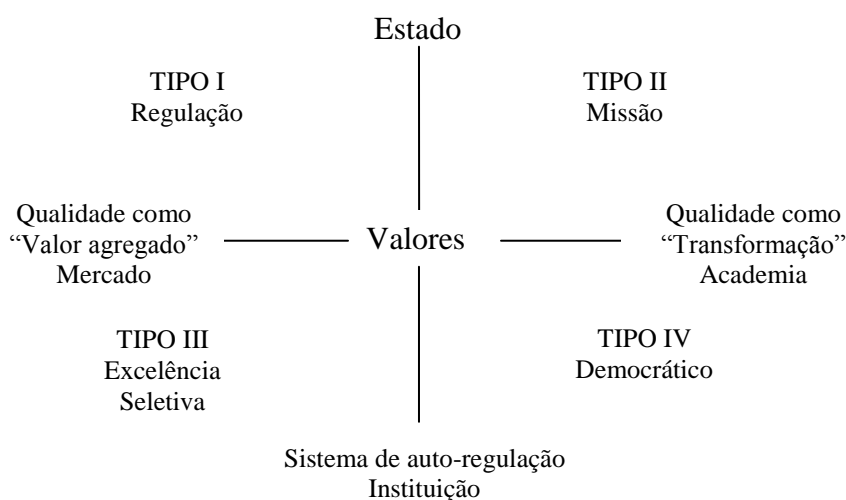 Estado
TIPO I
Regulação
TIPO II
Missão
Qualidade como
“Valor agregado”
Mercado
Valores
Qualidade como
“Transformação”
Academia
TIPO III
Excelência
Seletiva
TIPO IV
Democrático
Sistema de auto-regulação
Instituição